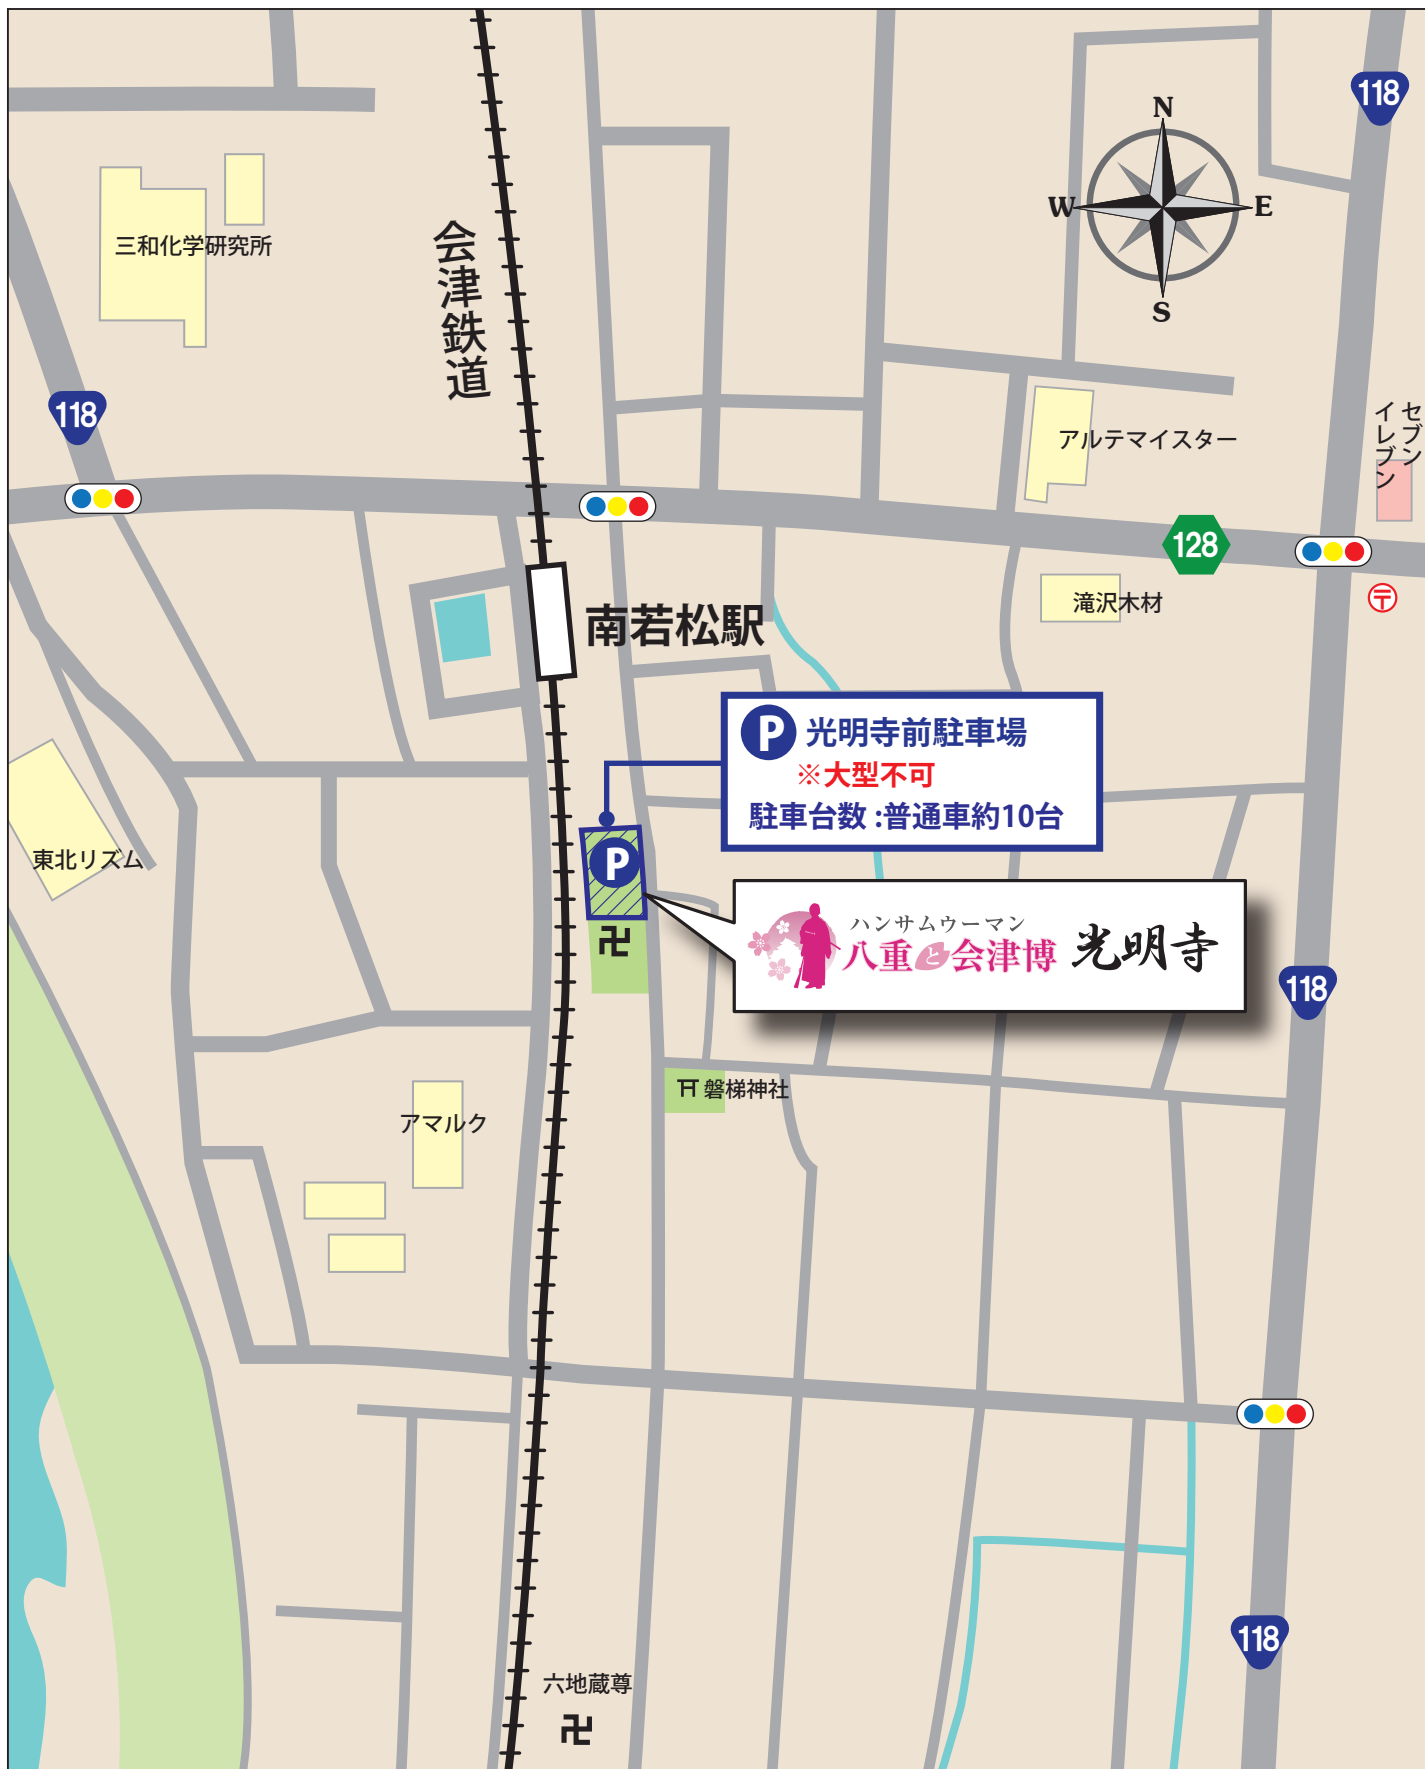 118
N
W
E
S
三和化学研究所
会津鉄道
118
アルテマイスター
セブン
イレブン
128
滝沢木材
〒
南若松駅
P 光明寺前駐車場
※大型不可
駐車台数:普通車約10台
東北リズム
P
卍
ハンサムウーマン
八重と会津博 光明寺
118
磐梯神社
アマルク
118
六地蔵尊
卍